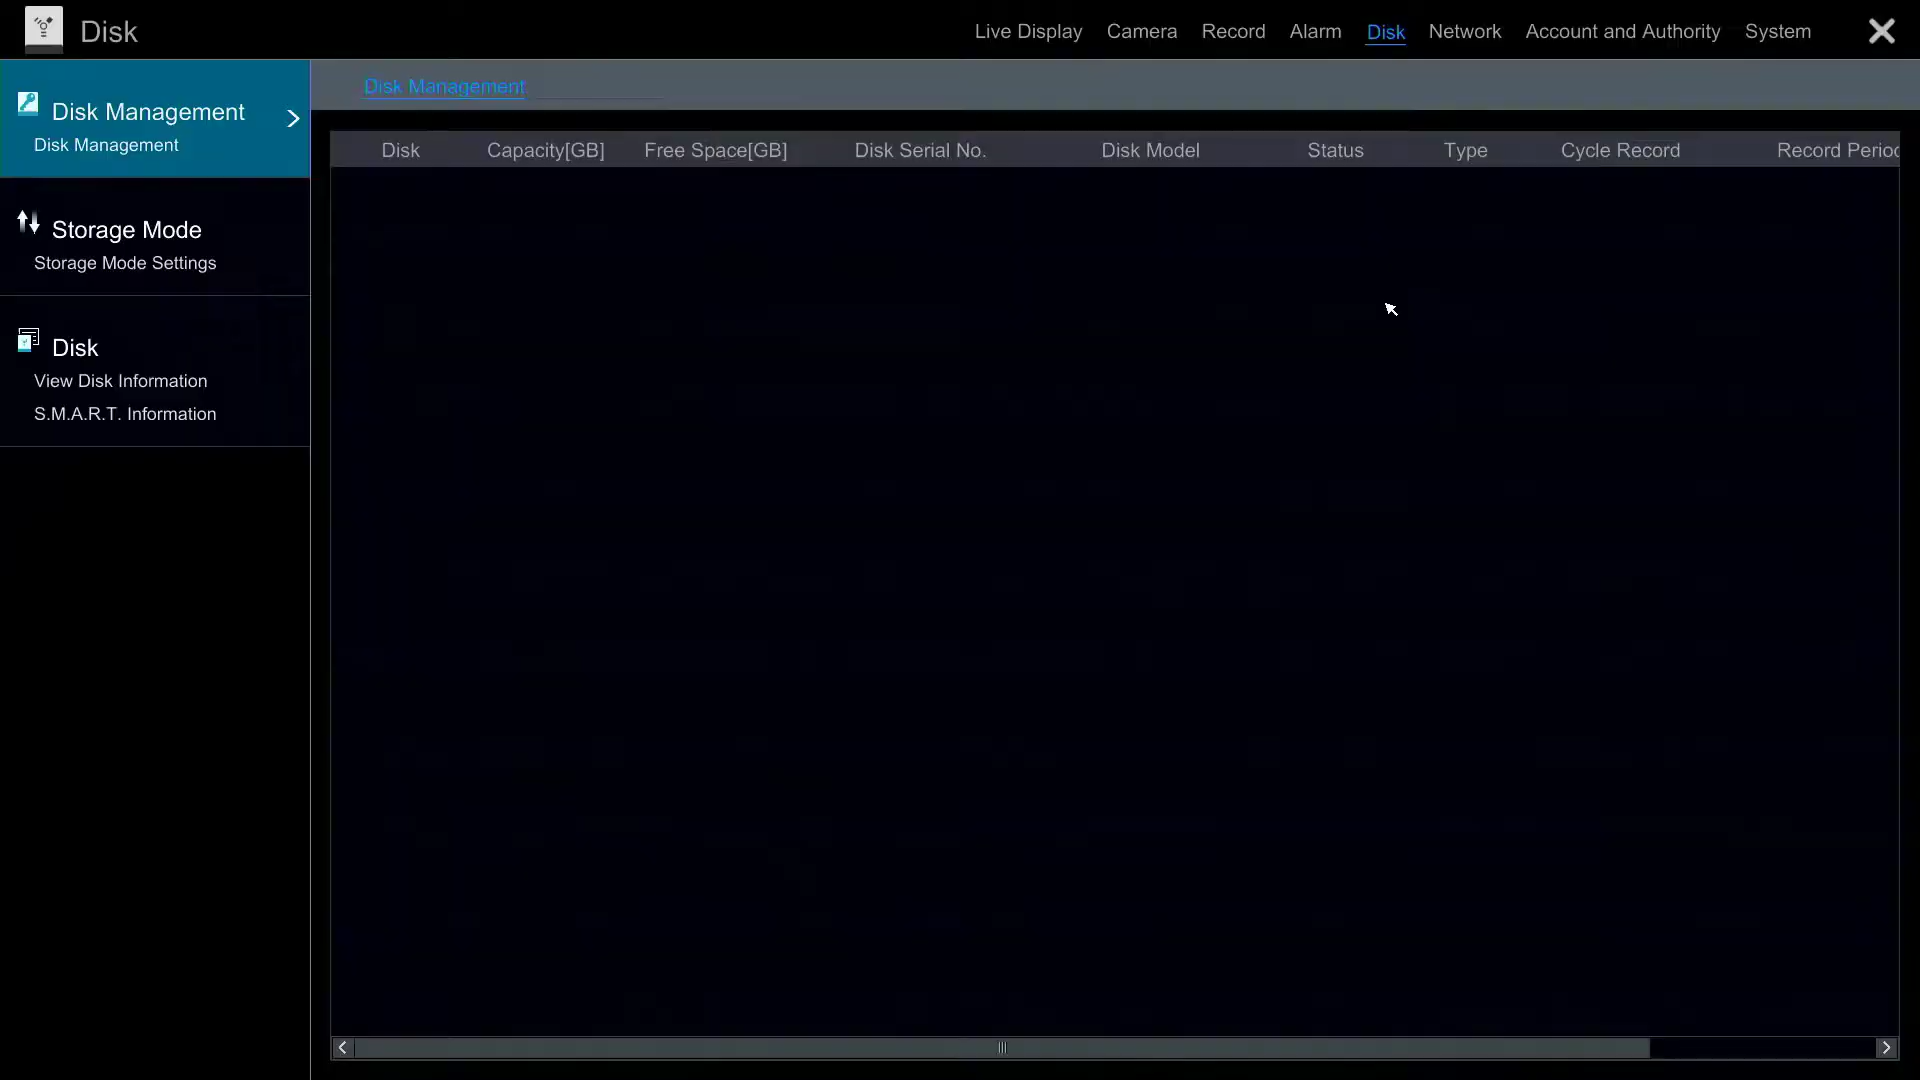 Disk
Live Display Camera Record Alarm Disk Network Account and Authority System
Disk Management
Disk Management
Storage Mode
Storage Mode Settings
Disk
View Disk Information
S.M.A.R.T. Information
Disk Management
Disk Capacity[GB] Free Space[GB] Disk Serial No. Disk Model Status Type Cycle Record Record Perioc